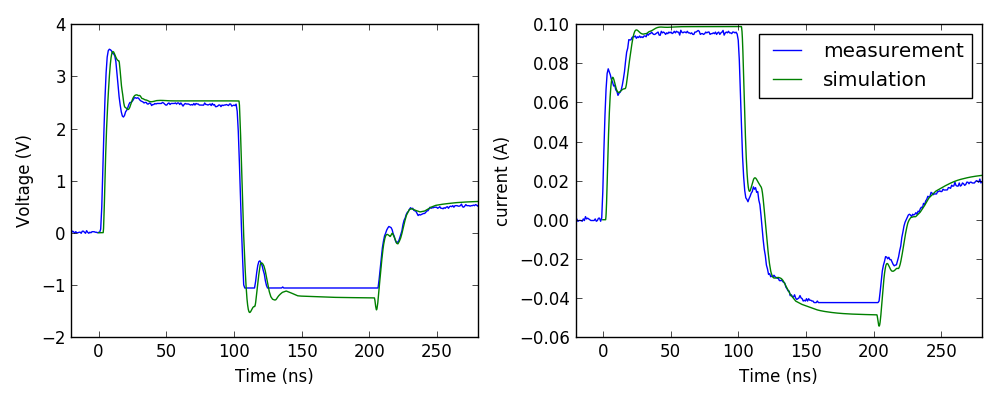 4
3
2
1
0
−1
−2
Voltage (V)
0 50 100 150 200 250
Time (ns)
0.10
0.08
0.06
0.04
0.02
0.00
−0.02
−0.04
−0.06
current (A)
measurement
simulation
0 50 100 150 200 250
Time (ns)